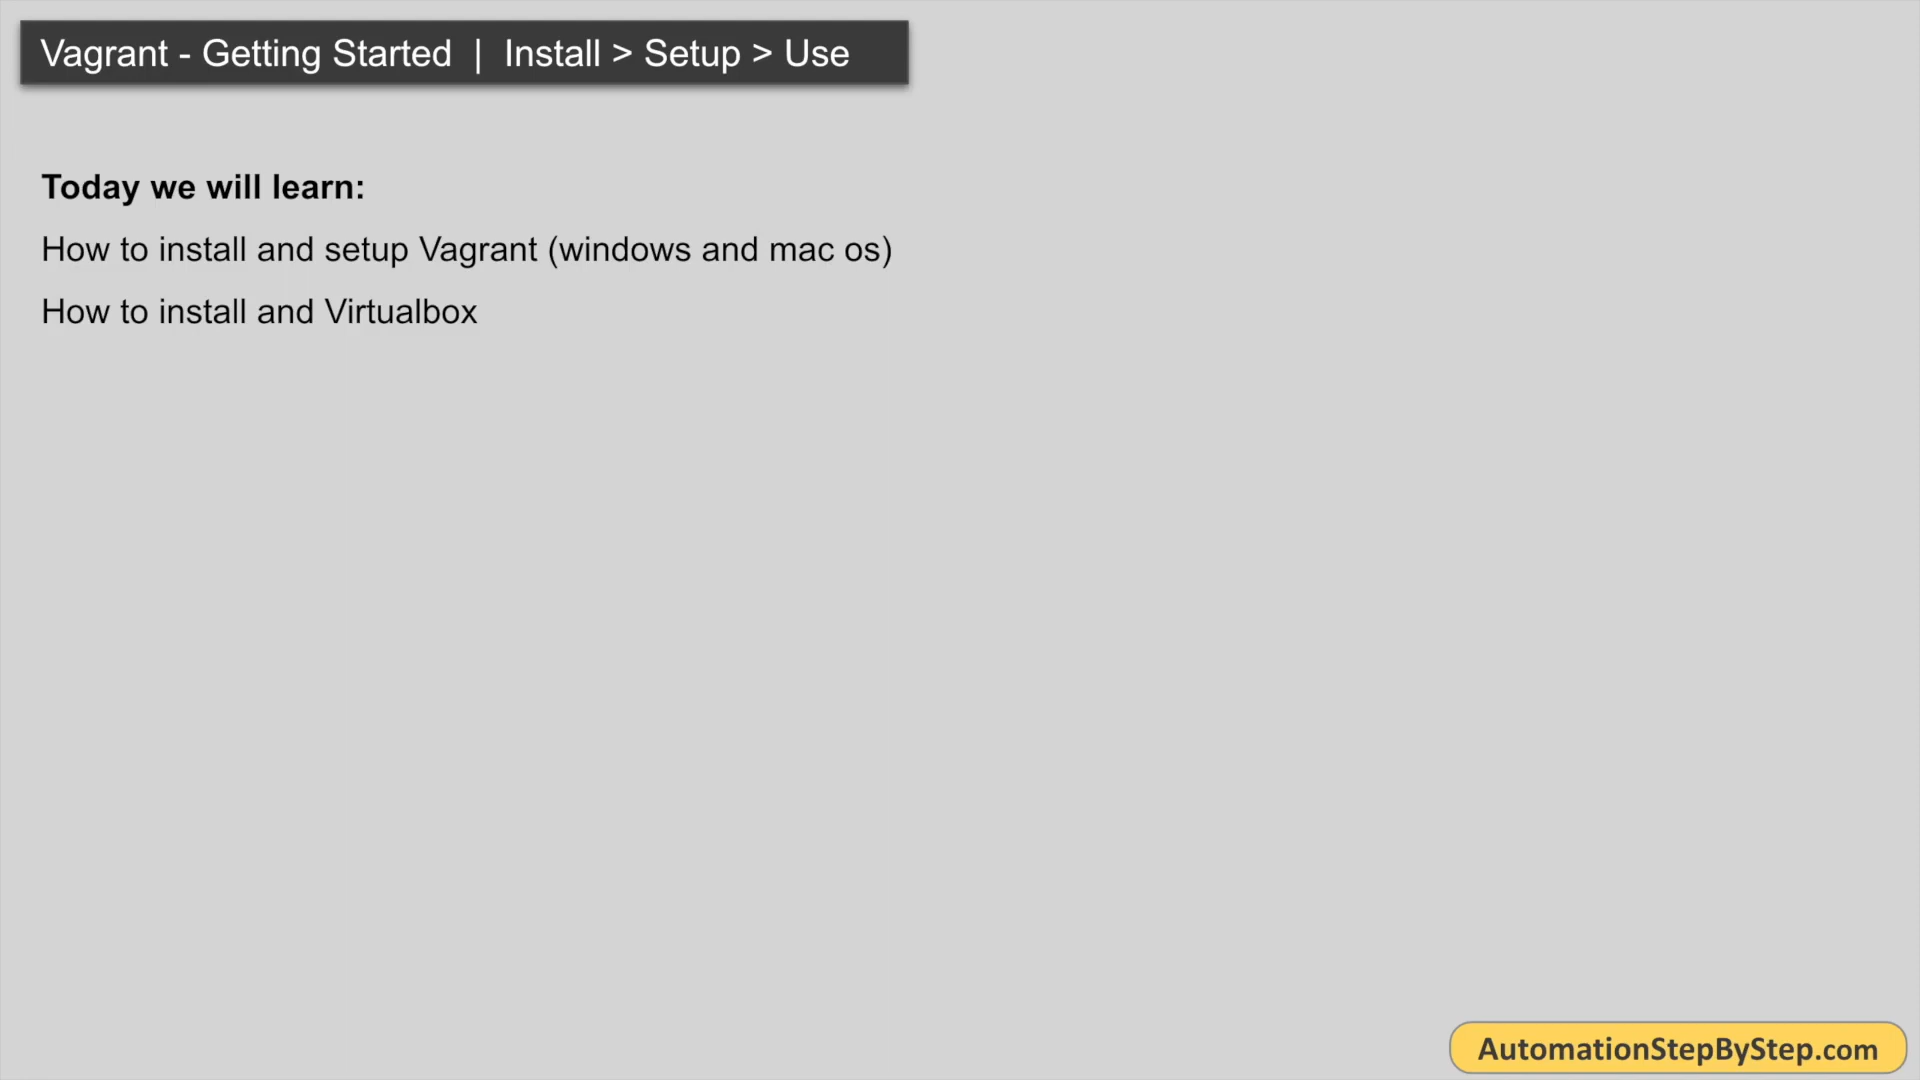 Vagrant - Getting Started | Install > Setup > Use
Today we will learn:
How to install and setup Vagrant (windows and mac os)
How to install and Virtualbox
AutomationStepByStep.com